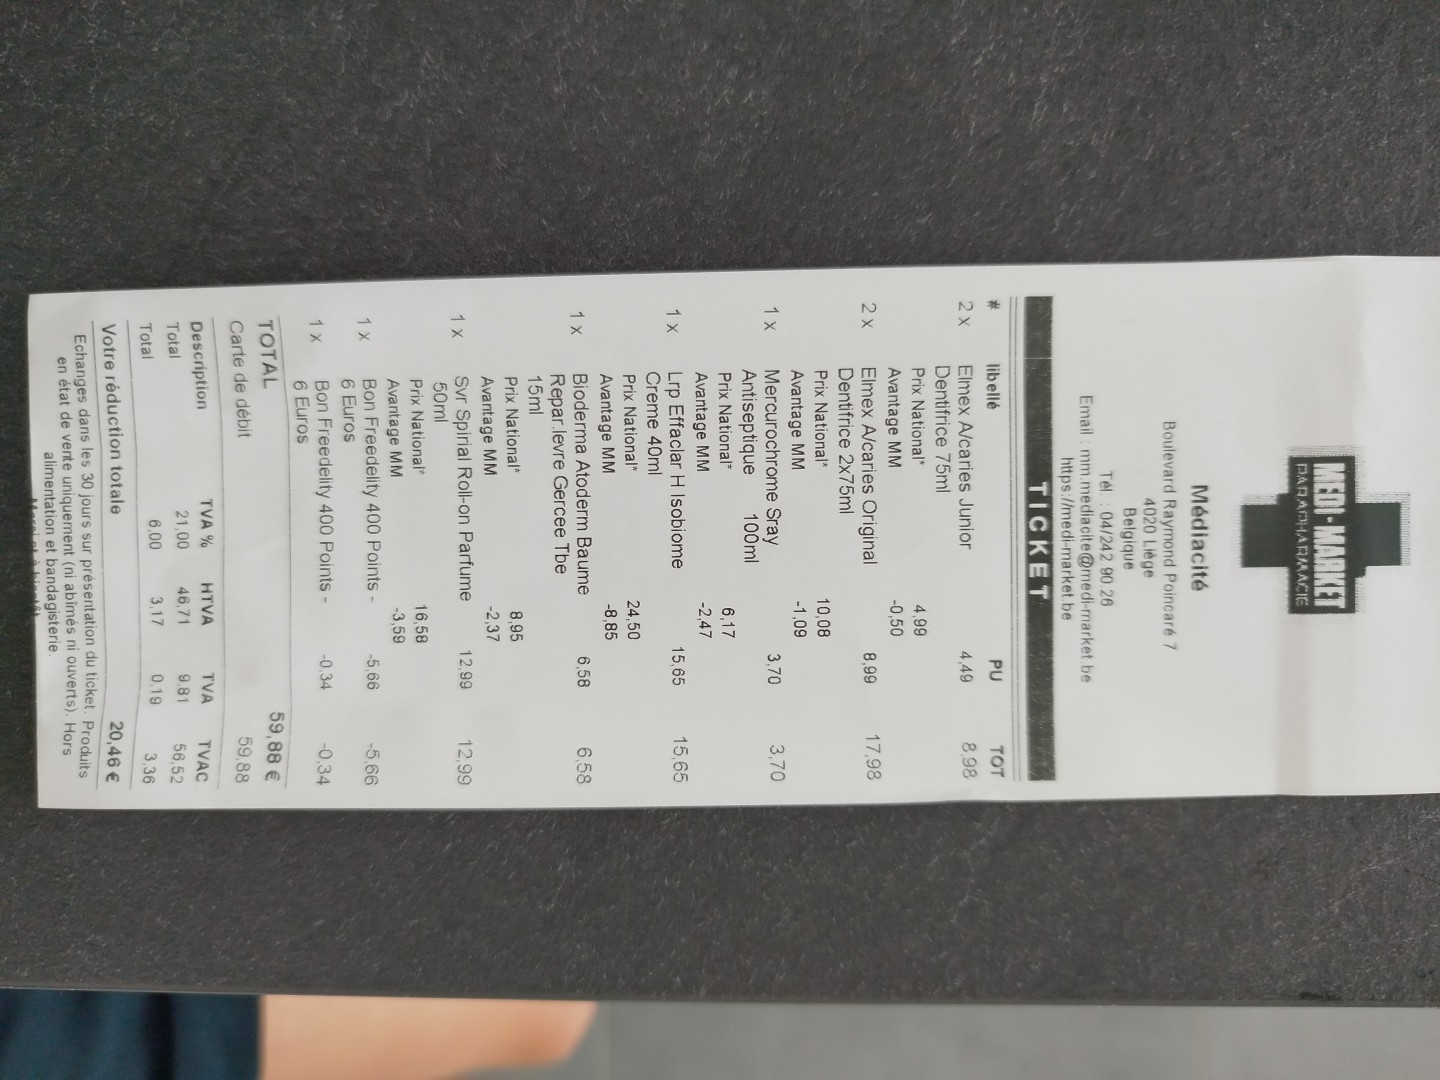 MEDI-MARKET
PARAPHARMACIE
Médiacité
Boulevard Raymond Poincaré 7
4020 Liège
Belgique
Tél. : 04/242 90 26
Email : mm.mediacite@medi-market.be
https://medi-market.be
TICKET
# libellé PU TOT
2 x Elmex A/caries Junior 4,49 8,98
Dentifrice 75ml
Prix National* 4,99
Avantage MM -0,50
2 x Elmex A/caries Original 8,99 17,98
Dentifrice 2x75ml
Prix National* 10,08
Avantage MM -1,09
1 x Mercurochrome Sray 3,70 3,70
Antiseptique 100ml
Prix National* 6,17
Avantage MM -2,47
1 x Lrp Effaclar H Isobiome 15,65 15,65
Creme 40ml
Prix National* 24,50
Avantage MM -8,85
1 x Bioderma Atoderm Baume 6,58 6,58
Repar.levre Gercee Tbe
15ml
Prix National* 8,95
Avantage MM -2,37
1 x Svr Spirial Roll-on Parfume 12,99 12,99
50ml
Prix National* 16,58
Avantage MM -3,59
1 x Bon Freedelity 400 Points - -5,66 -5,66
6 Euros
1 x Bon Freedelity 400 Points - -0,34 -0,34
6 Euros
TOTAL 59,88 €
Carte de débit 59,88
Description TVA % HTVA TVA TVAC
Total 21,00 46,71 9,81 56,52
Total 6,00 3,17 0,19 3,36
Votre réduction totale 20,46 €
Echanges dans les 30 jours sur présentation du ticket. Produits
en état de vente uniquement (ni abîmés ni ouverts). Hors
alimentation et bandagisterie.